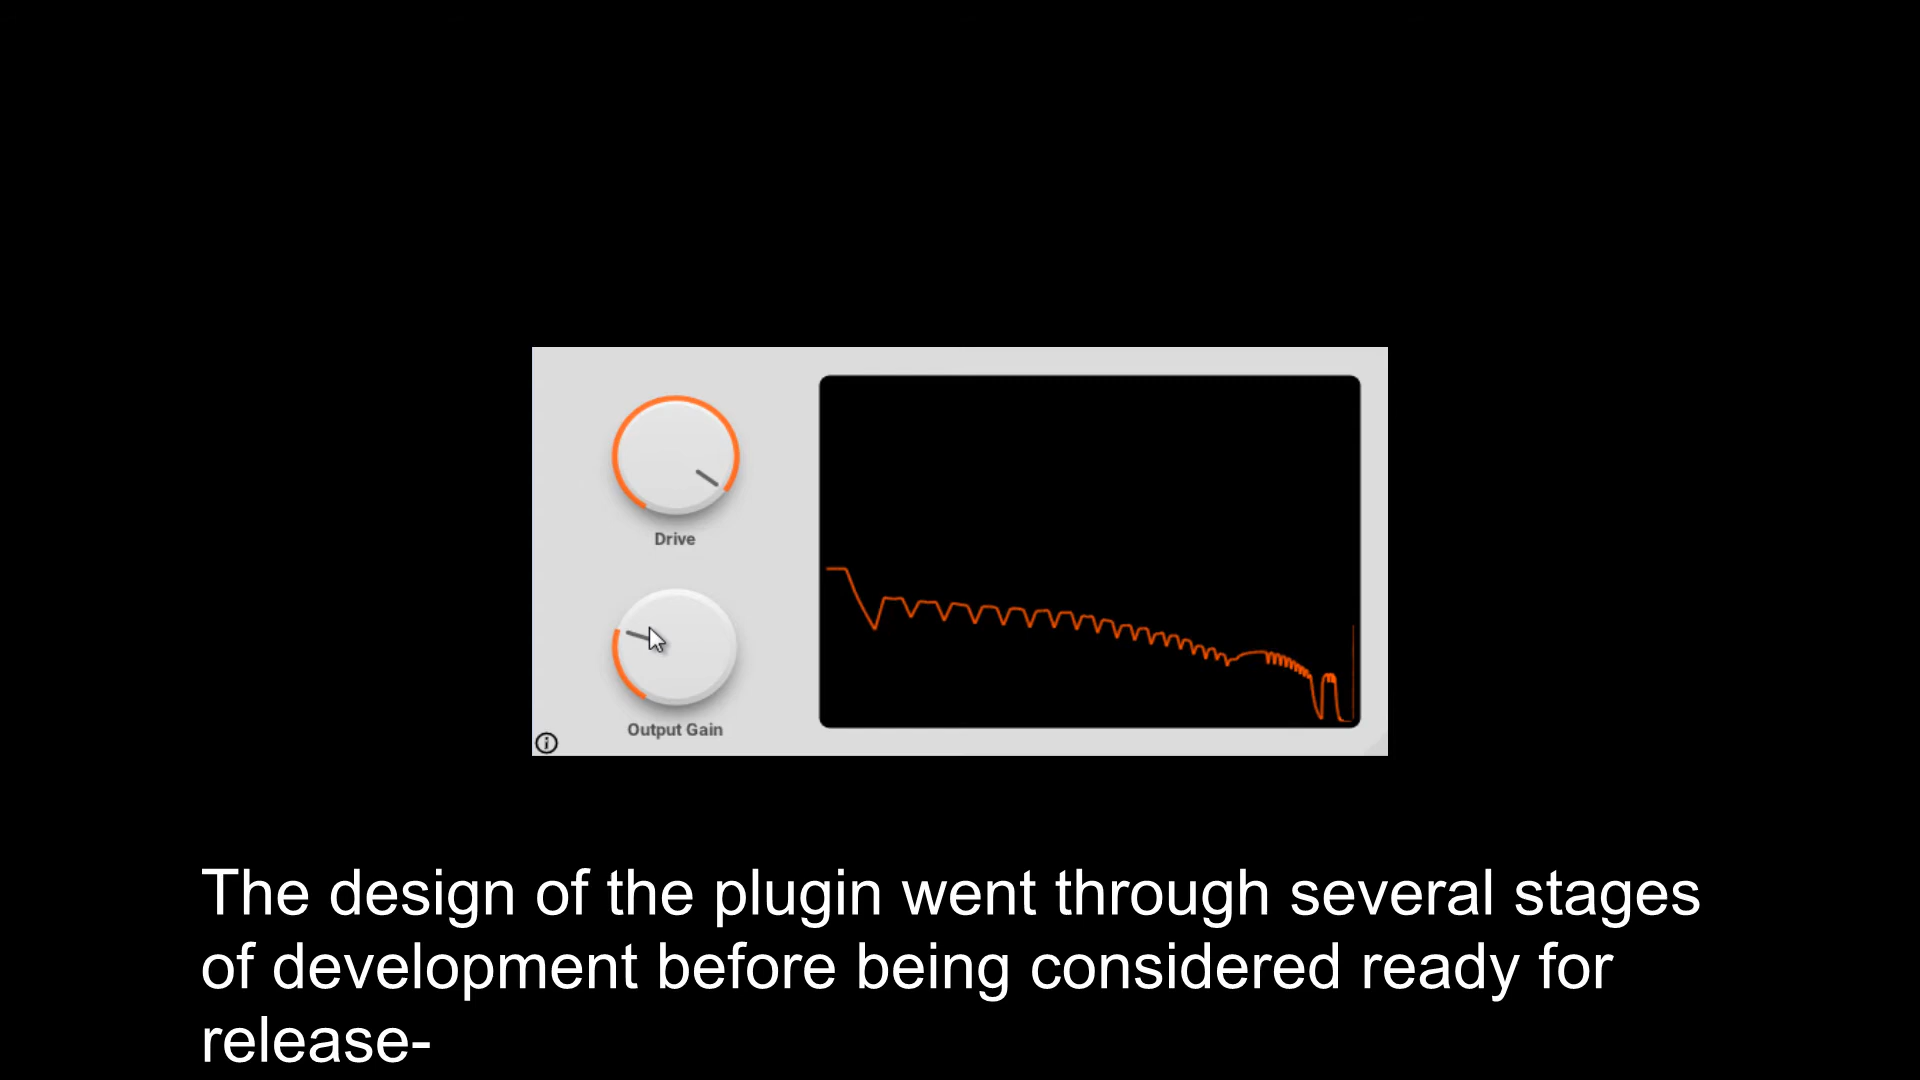 Drive
Output Gain
The design of the plugin went through several stages
of development before being considered ready for
release-